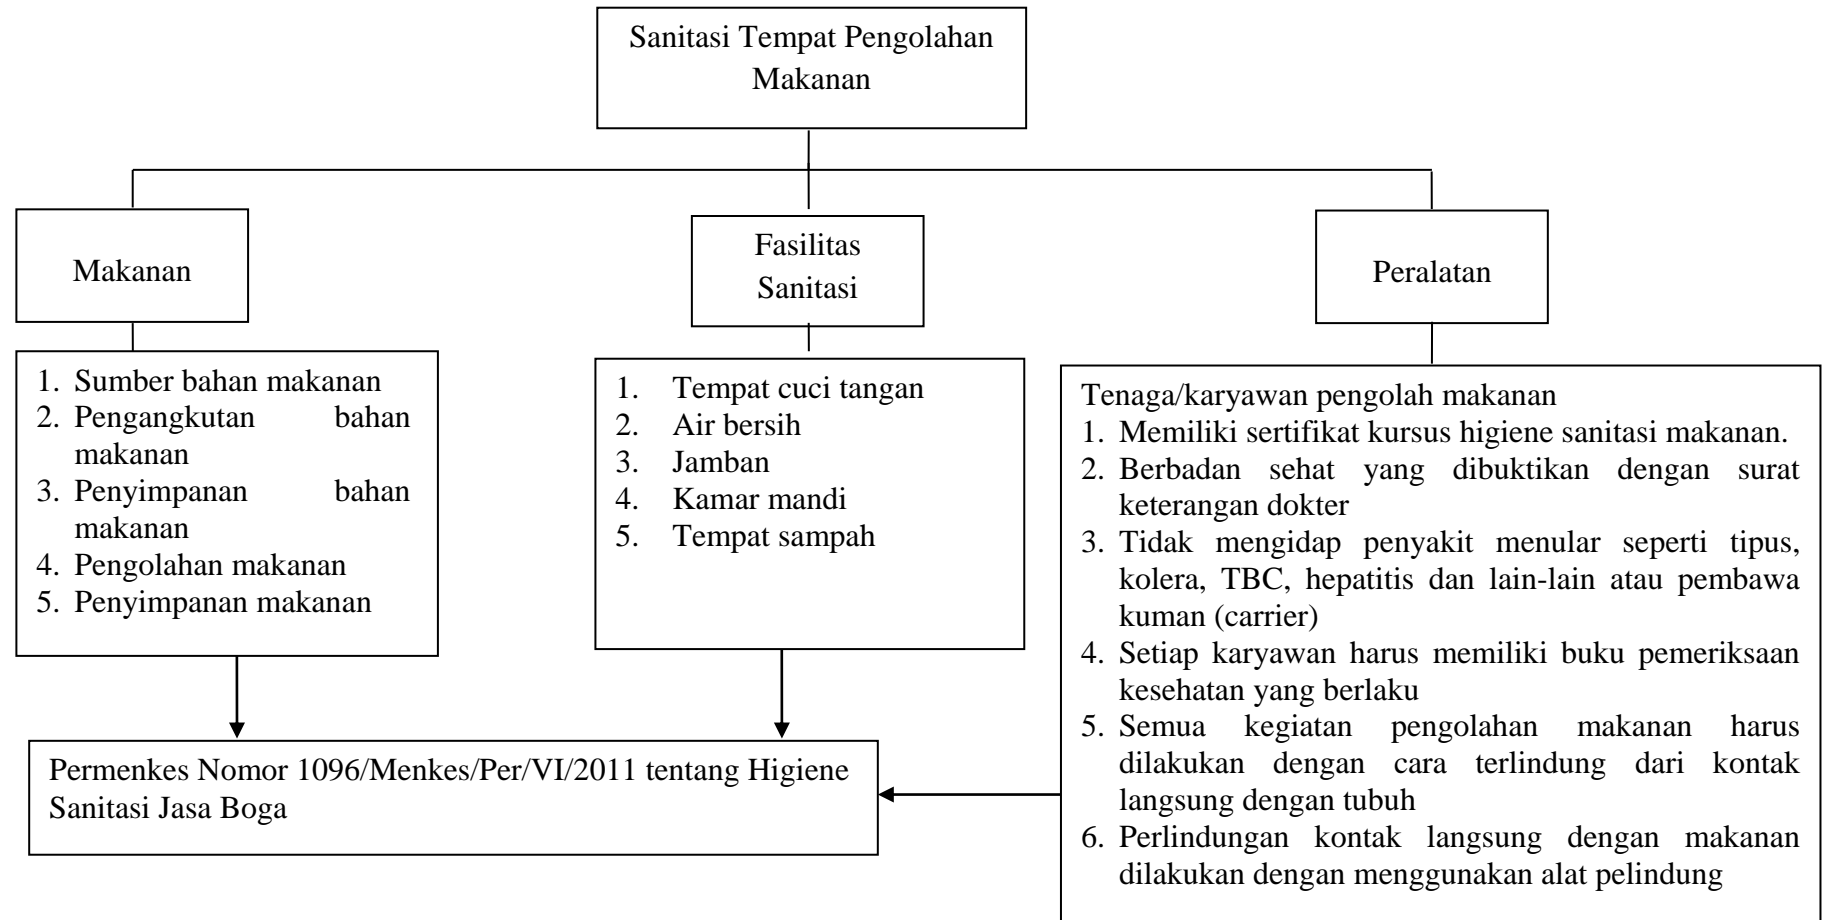 Sanitasi Tempat Pengolahan
Makanan
Makanan
Fasilitas
Sanitasi
Peralatan
1. Sumber bahan makanan
2. Pengangkutan bahan
makanan
3. Penyimpanan bahan
makanan
4. Pengolahan makanan
5. Penyimpanan makanan
1. Tempat cuci tangan
2. Air bersih
3. Jamban
4. Kamar mandi
5. Tempat sampah
Tenaga/karyawan pengolah makanan
1. Memiliki sertifikat kursus higiene sanitasi makanan.
2. Berbadan sehat yang dibuktikan dengan surat
keterangan dokter
3. Tidak mengidap penyakit menular seperti tipus,
kolera, TBC, hepatitis dan lain-lain atau pembawa
kuman (carrier)
4. Setiap karyawan harus memiliki buku pemeriksaan
kesehatan yang berlaku
5. Semua kegiatan pengolahan makanan harus
dilakukan dengan cara terlindung dari kontak
langsung dengan tubuh
6. Perlindungan kontak langsung dengan makanan
dilakukan dengan menggunakan alat pelindung
Permenkes Nomor 1096/Menkes/Per/VI/2011 tentang Higiene
Sanitasi Jasa Boga